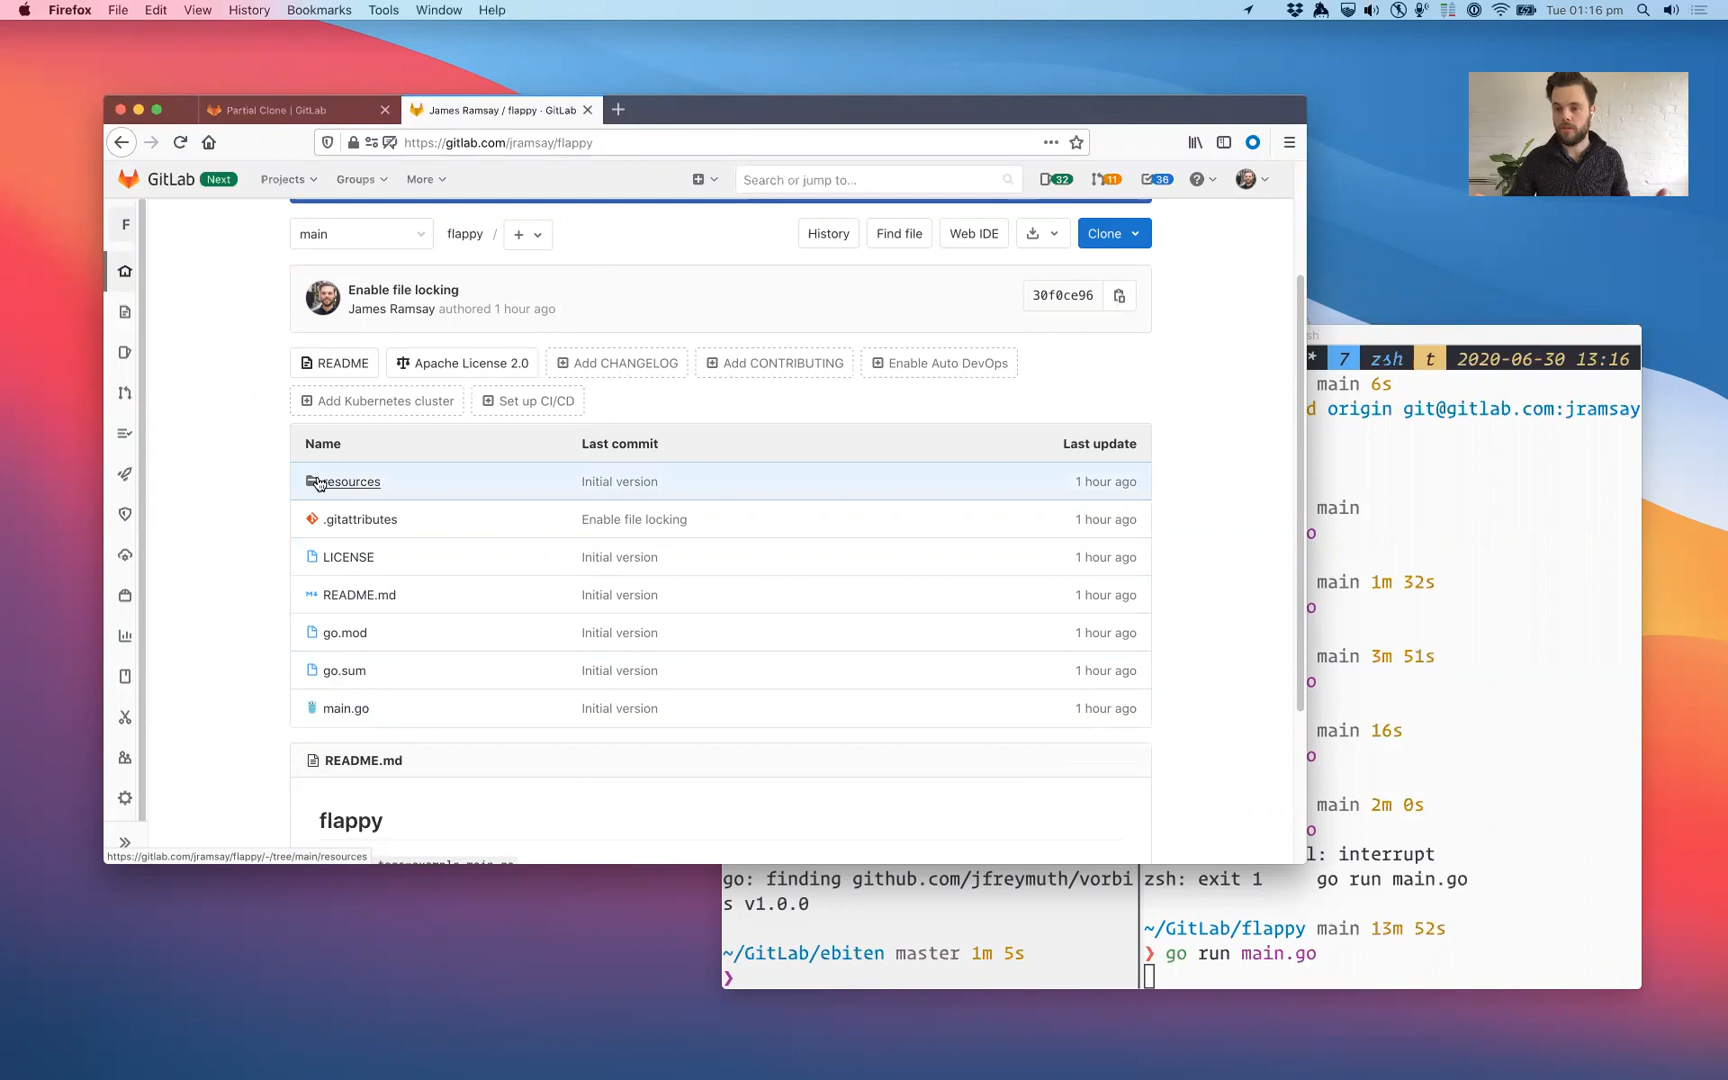 Firefox File Edit View History Bookmarks Tools Window Help
Tue 01:16 pm
Partial Clone | GitLab
James Ramsay / flappy · GitLab
https://gitlab.com/jramsay/flappy
GitLab Next Projects Groups More
Search or jump to...
32 11 36
F
main
flappy /
History Find file Web IDE Clone
Enable file locking
James Ramsay authored 1 hour ago
30f0ce96
README Apache License 2.0 Add CHANGELOG Add CONTRIBUTING Enable Auto DevOps
Add Kubernetes cluster Set up CI/CD
Name Last commit Last update
resources Initial version 1 hour ago
.gitattributes Enable file locking 1 hour ago
LICENSE Initial version 1 hour ago
README.md Initial version 1 hour ago
go.mod Initial version 1 hour ago
go.sum Initial version 1 hour ago
main.go Initial version 1 hour ago
README.md
flappy
https://gitlab.com/jramsay/flappy/-/tree/main/resources
sh
* 7 zsh t 2020-06-30 13:16
main 6s
d origin git@gitlab.com:jramsay
main
o
main 1m 32s
o
main 3m 51s
o
main 16s
o
main 2m 0s
o
l: interrupt
zsh: exit 1 go run main.go
~/GitLab/flappy main 13m 52s
❯ go run main.go
go: finding github.com/jfreymuth/vorbi
s v1.0.0
~/GitLab/ebiten master 1m 5s
❯